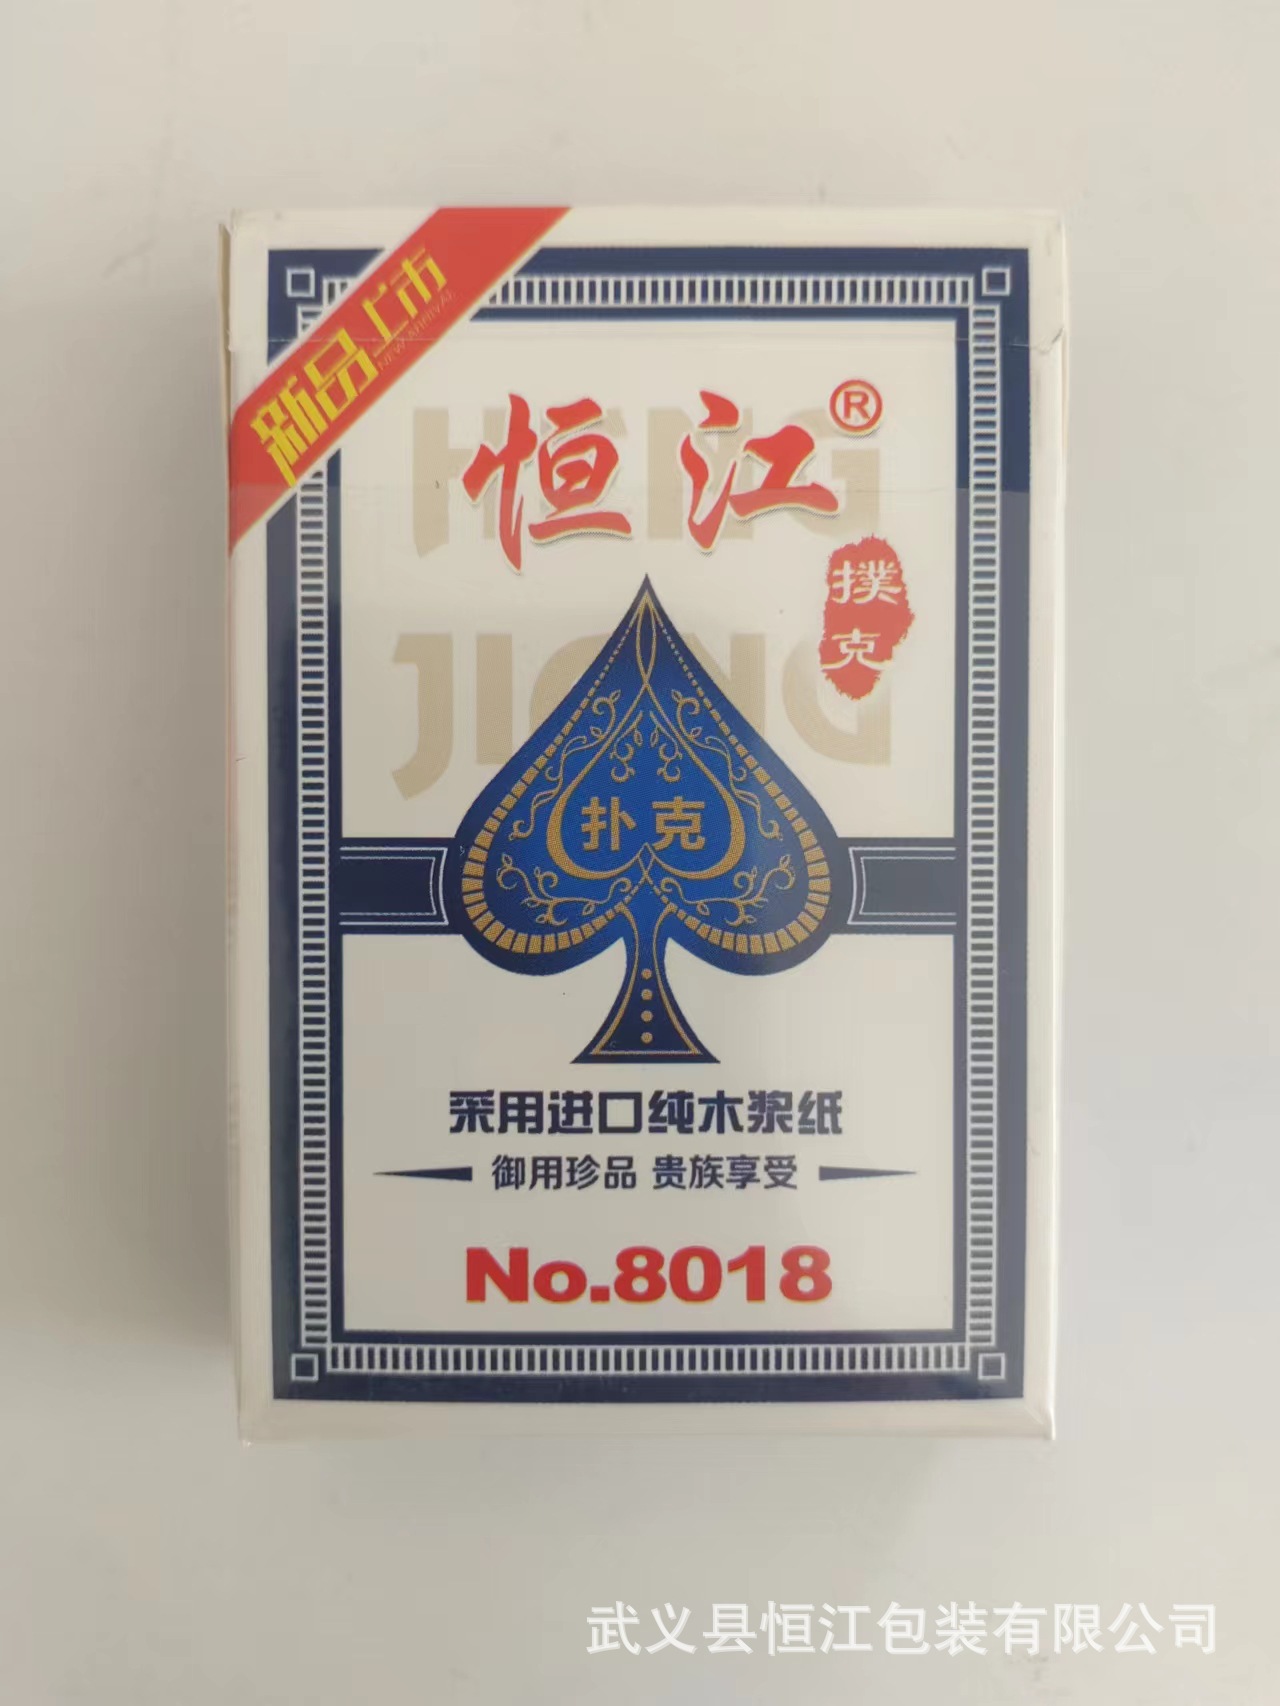 新品上市
NEW ARRIVAL
HENG
恒江®
撲克
JIANG
扑克
采用进口纯木浆纸
御用珍品 贵族享受
No.8018
武义县恒江包装有限公司